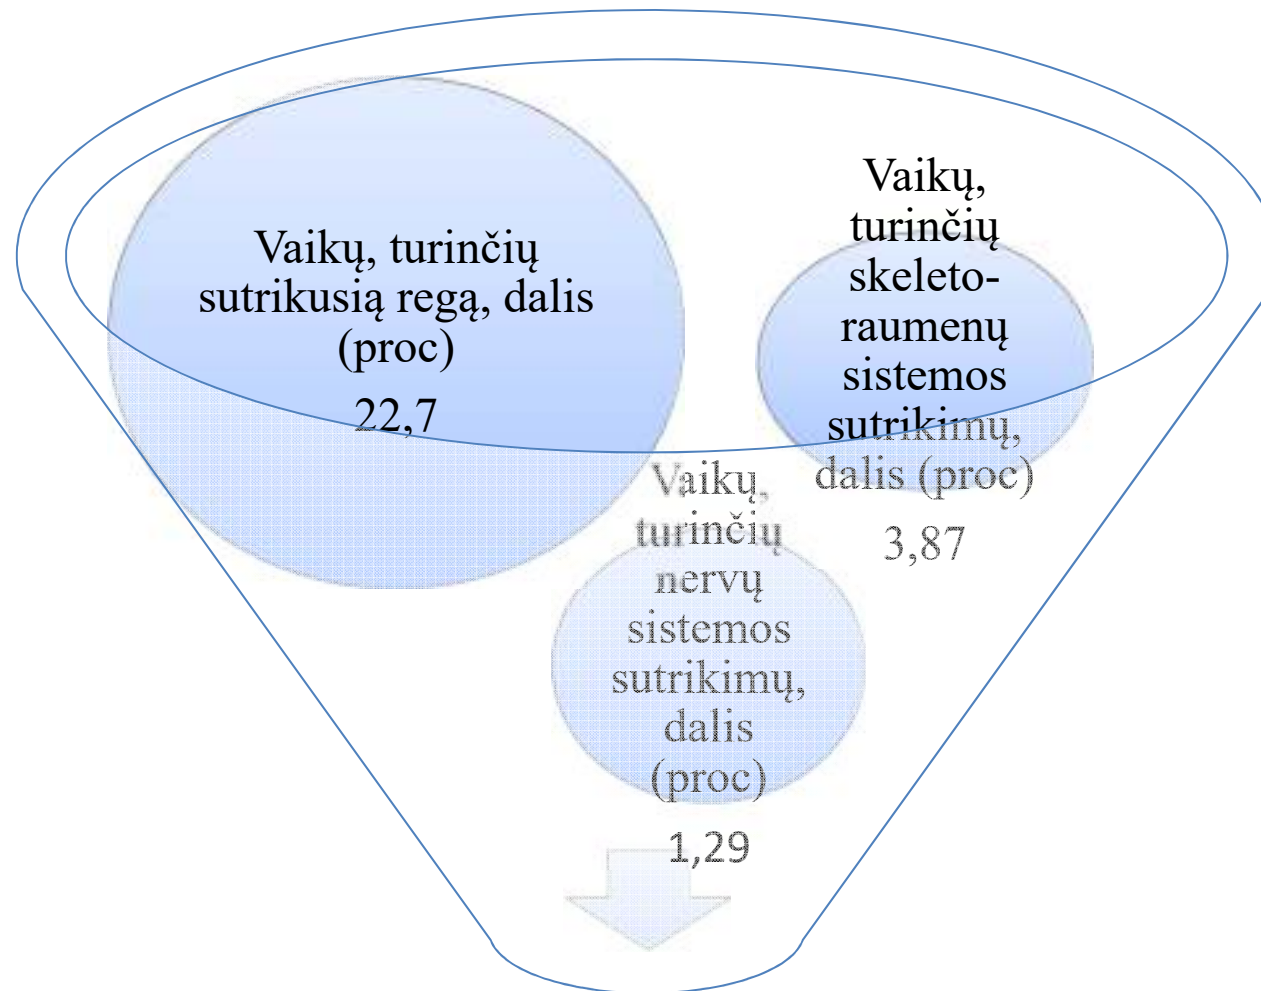 Vaikų, turinčių
sutrikusią regą, dalis
(proc)
22,7
Vaikų,
turinčių
skeleto-
raumenų
sistemos
sutrikimų,
dalis (proc)
3,87
Vaikų,
turinčių
nervų
sistemos
sutrikimų,
dalis
(proc)
1,29